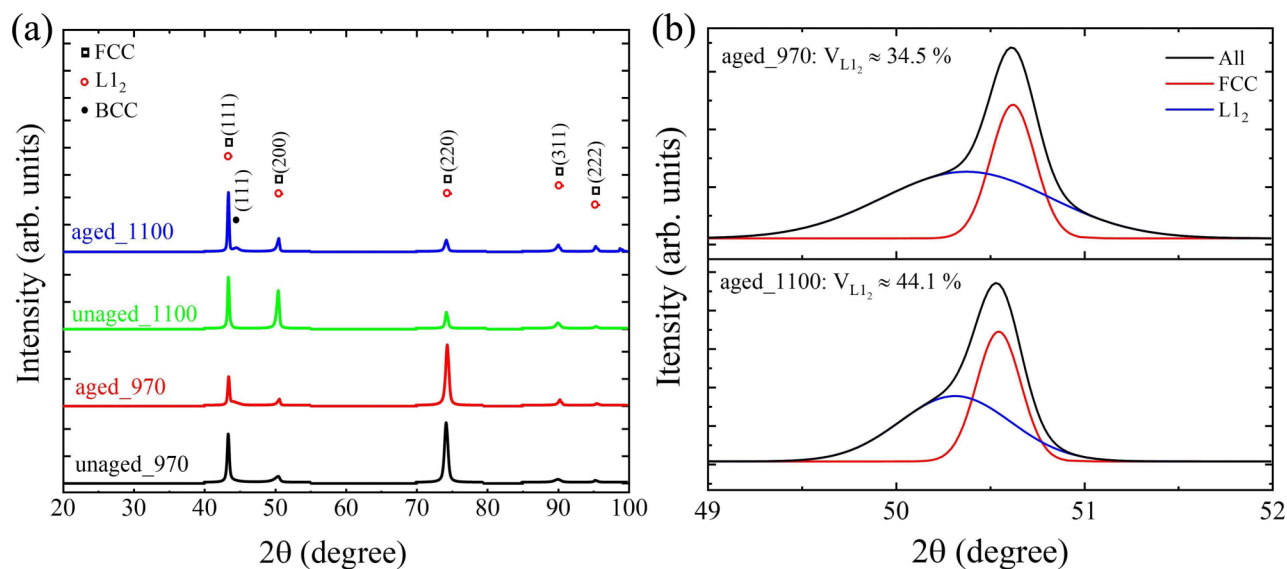 (a)
FCC
L1₂
BCC
(111)
(111)
(200)
(220)
(311)
(222)
aged_1100
unaged_1100
aged_970
unaged_970
Intensity (arb. units)
20 30 40 50 60 70 80 90 100
2θ (degree)
(b)
aged_970: V_L1₂ ≈ 34.5 %
All
FCC
L1₂
aged_1100: V_L1₂ ≈ 44.1 %
Itensity (arb. units)
49 50 51 52
2θ (degree)